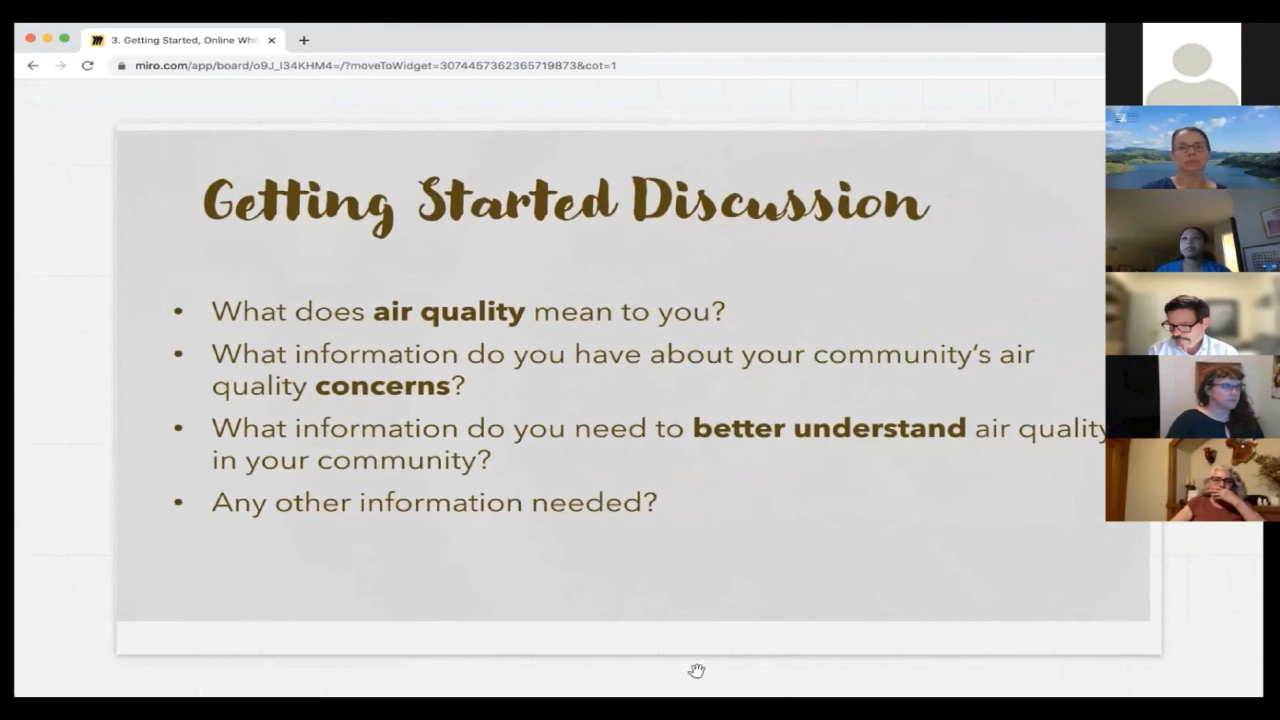 3. Getting Started, Online Whi
miro.com/app/board/o9J_l34KHM4=/?moveToWidget=3074457362365719873&cot=1
Getting Started Discussion
• What does air quality mean to you?
• What information do you have about your community's air
quality concerns?
• What information do you need to better understand air quality
in your community?
• Any other information needed?